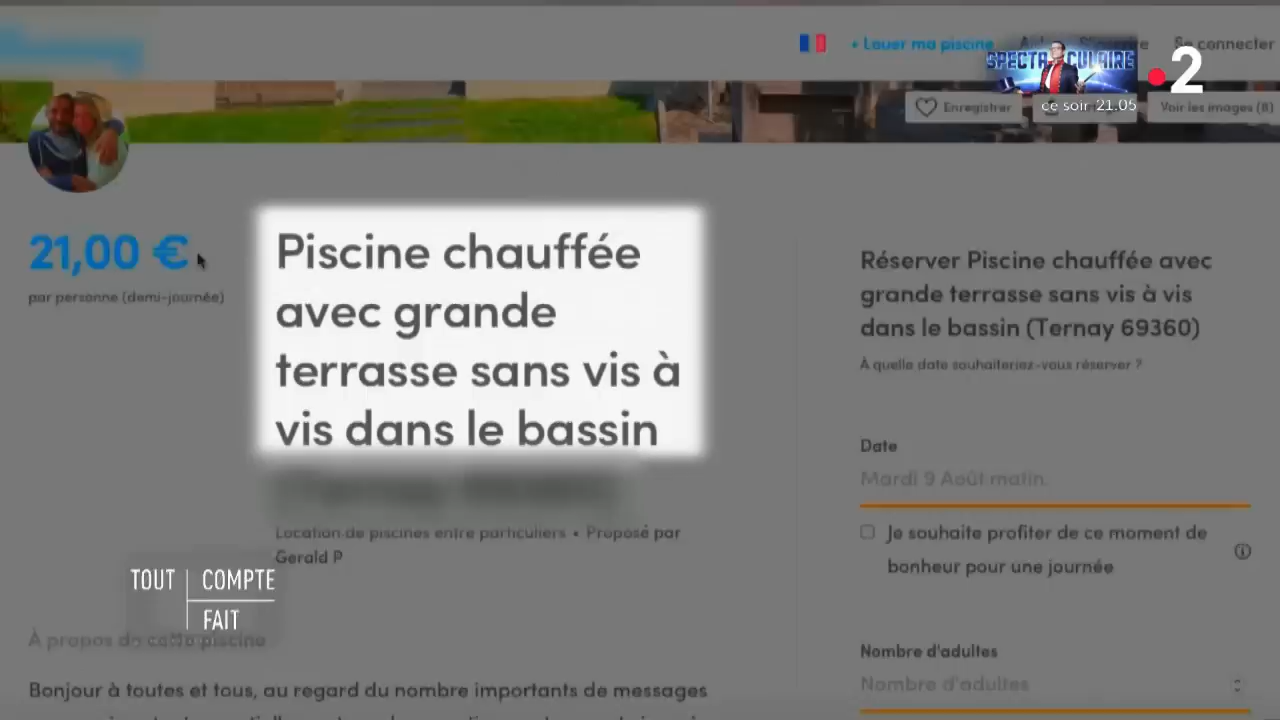 + Louer ma piscine
Se connecter
SPECTACULAIRE
2
ce soir 21.05
Enregistrer
Voir les images (8)
21,00 €
par personne (demi-journée)
Piscine chauffée
avec grande
terrasse sans vis à
vis dans le bassin
Location de piscines entre particuliers • Proposé par
Gerald P
TOUT COMPTE
FAIT
À propos de cette piscine
Bonjour à toutes et tous, au regard du nombre importants de messages
Réserver Piscine chauffée avec
grande terrasse sans vis à vis
dans le bassin (Ternay 69360)
À quelle date souhaiteriez-vous réserver ?
Date
Mardi 9 Août matin.
Je souhaite profiter de ce moment de
bonheur pour une journée
Nombre d'adultes
Nombre d'adultes